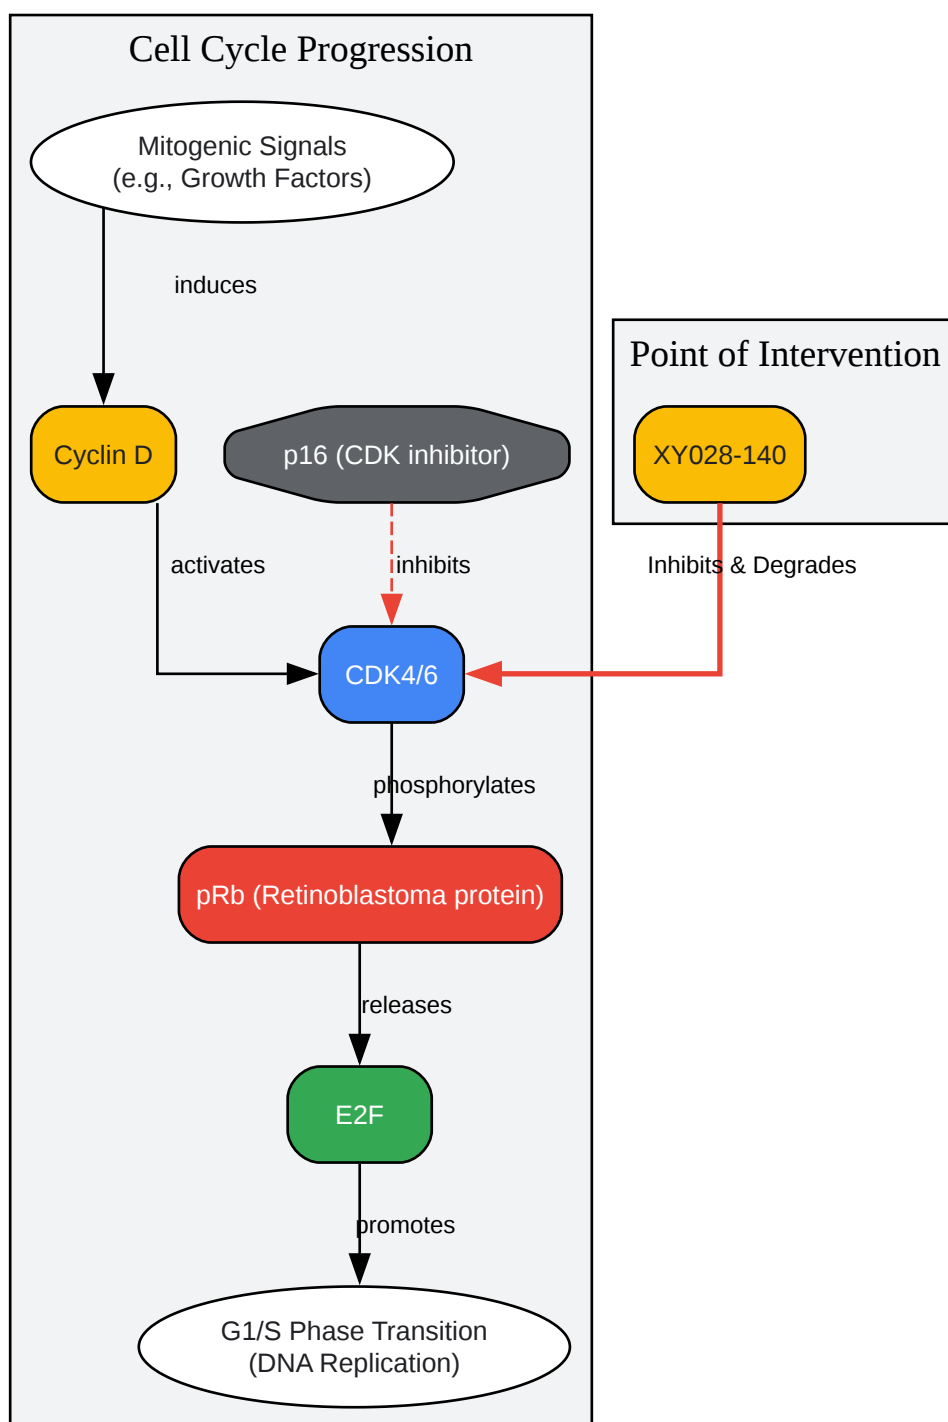 Cell Cycle Progression
Mitogenic Signals
(e.g., Growth Factors)
induces
Point of Intervention
Cyclin D
p16 (CDK inhibitor)
XY028-140
activates
inhibits
Inhibits & Degrades
CDK4/6
phosphorylates
pRb (Retinoblastoma protein)
releases
E2F
promotes
G1/S Phase Transition
(DNA Replication)